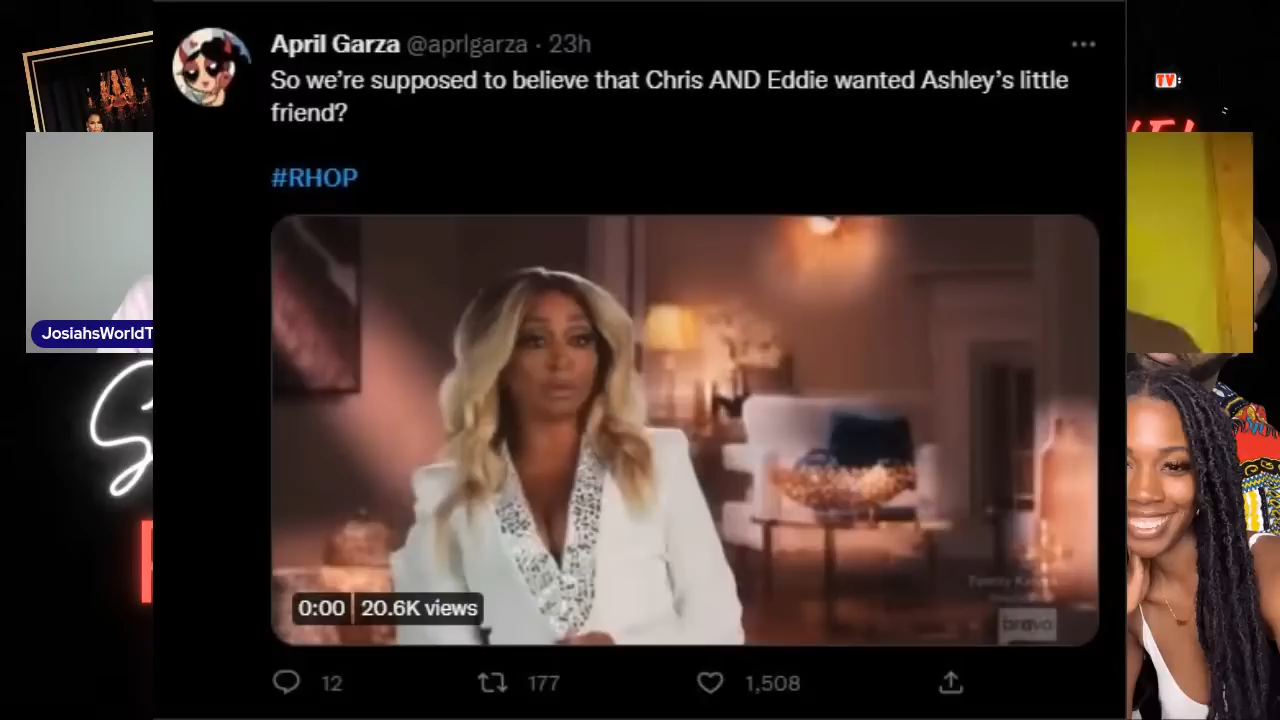 April Garza @aprlgarza · 23h
So we're supposed to believe that Chris AND Eddie wanted Ashley's little
friend?
#RHOP
TV
JosiahsWorldT
0:00 20.6K views
bravo
12 177 1,508